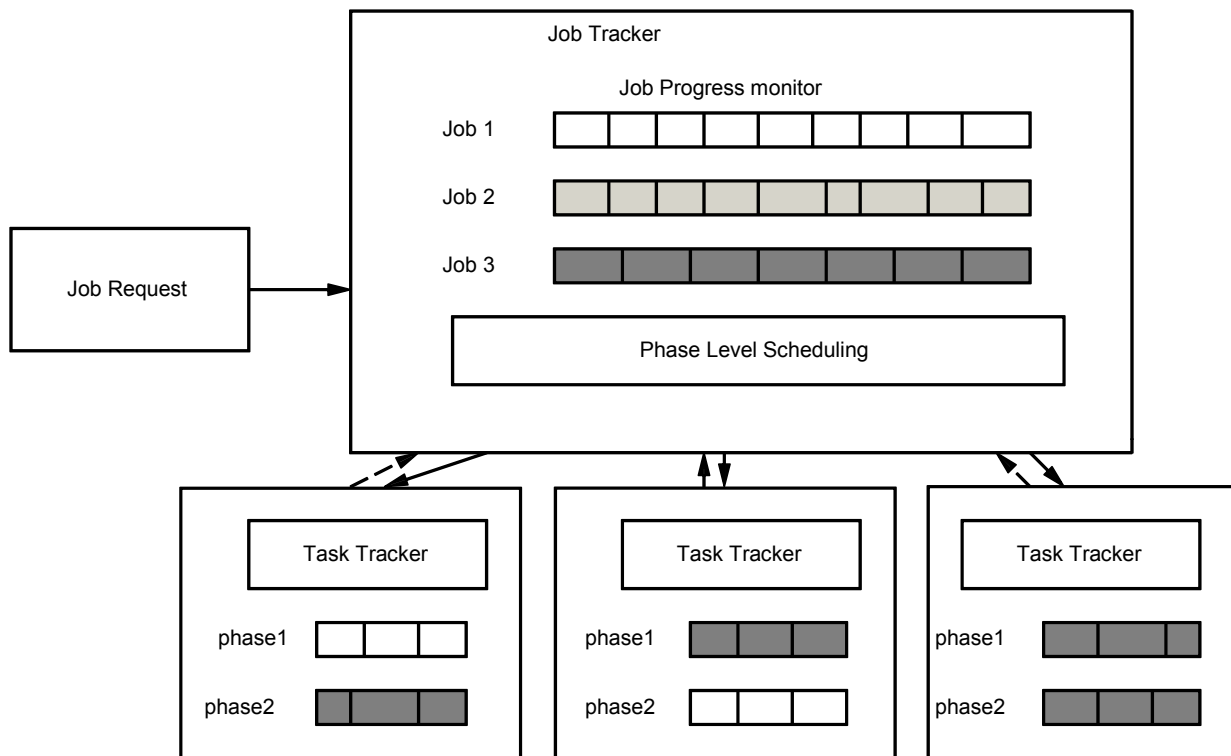 Job Tracker
Job Progress monitor
Job 1
Job 2
Job 3
Job Request
Phase Level Scheduling
Task Tracker
phase1
phase2
Task Tracker
phase1
phase2
Task Tracker
phase1
phase2